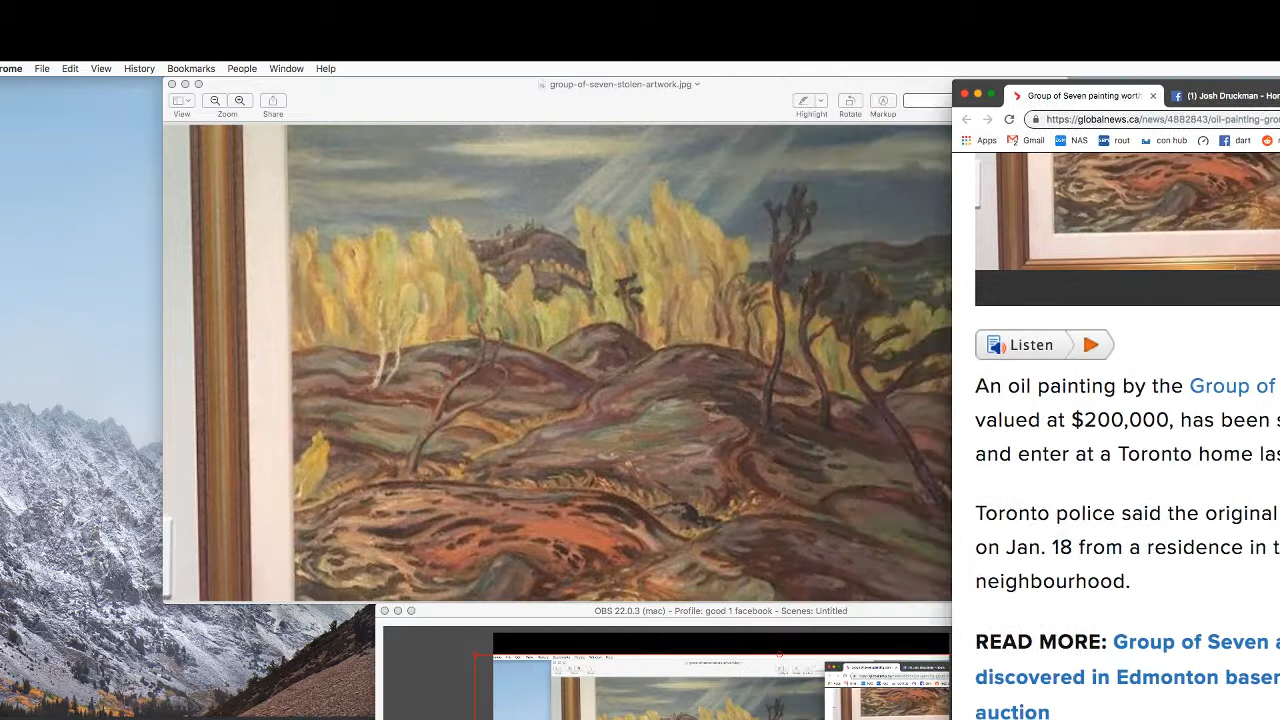 rome File Edit View History Bookmarks People Window Help
group-of-seven-stolen-artwork.jpg
View Zoom Share Highlight Rotate Markup
Group of Seven painting worth
(1) Josh Druckman - Hor
https://globalnews.ca/news/4882843/oil-painting-gro
Apps Gmail NAS rout con hub dart
Listen
An oil painting by the Group of
valued at $200,000, has been s
and enter at a Toronto home las
Toronto police said the original
on Jan. 18 from a residence in t
neighbourhood.
READ MORE: Group of Seven a
discovered in Edmonton basem
auction
OBS 22.0.3 (mac) - Profile: good 1 facebook - Scenes: Untitled